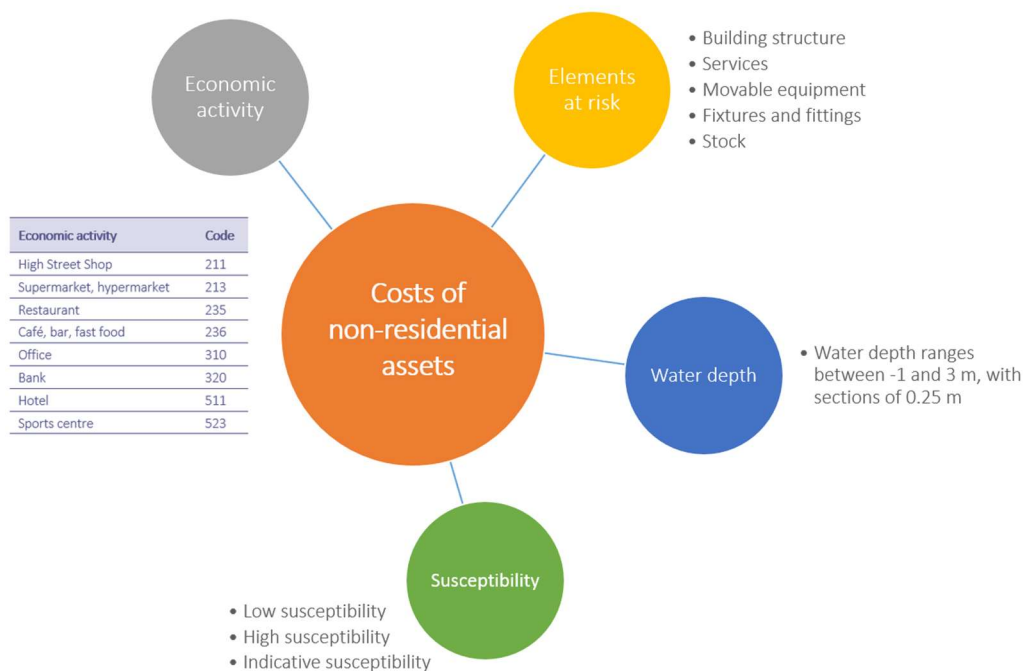 Economic
activity
Elements
at risk
• Building structure
• Services
• Movable equipment
• Fixtures and fittings
• Stock
Economic activity Code
High Street Shop 211
Supermarket, hypermarket 213
Restaurant 235
Café, bar, fast food 236
Office 310
Bank 320
Hotel 511
Sports centre 523
Costs of
non-residential
assets
Water depth
• Water depth ranges
between -1 and 3 m, with
sections of 0.25 m
Susceptibility
• Low susceptibility
• High susceptibility
• Indicative susceptibility